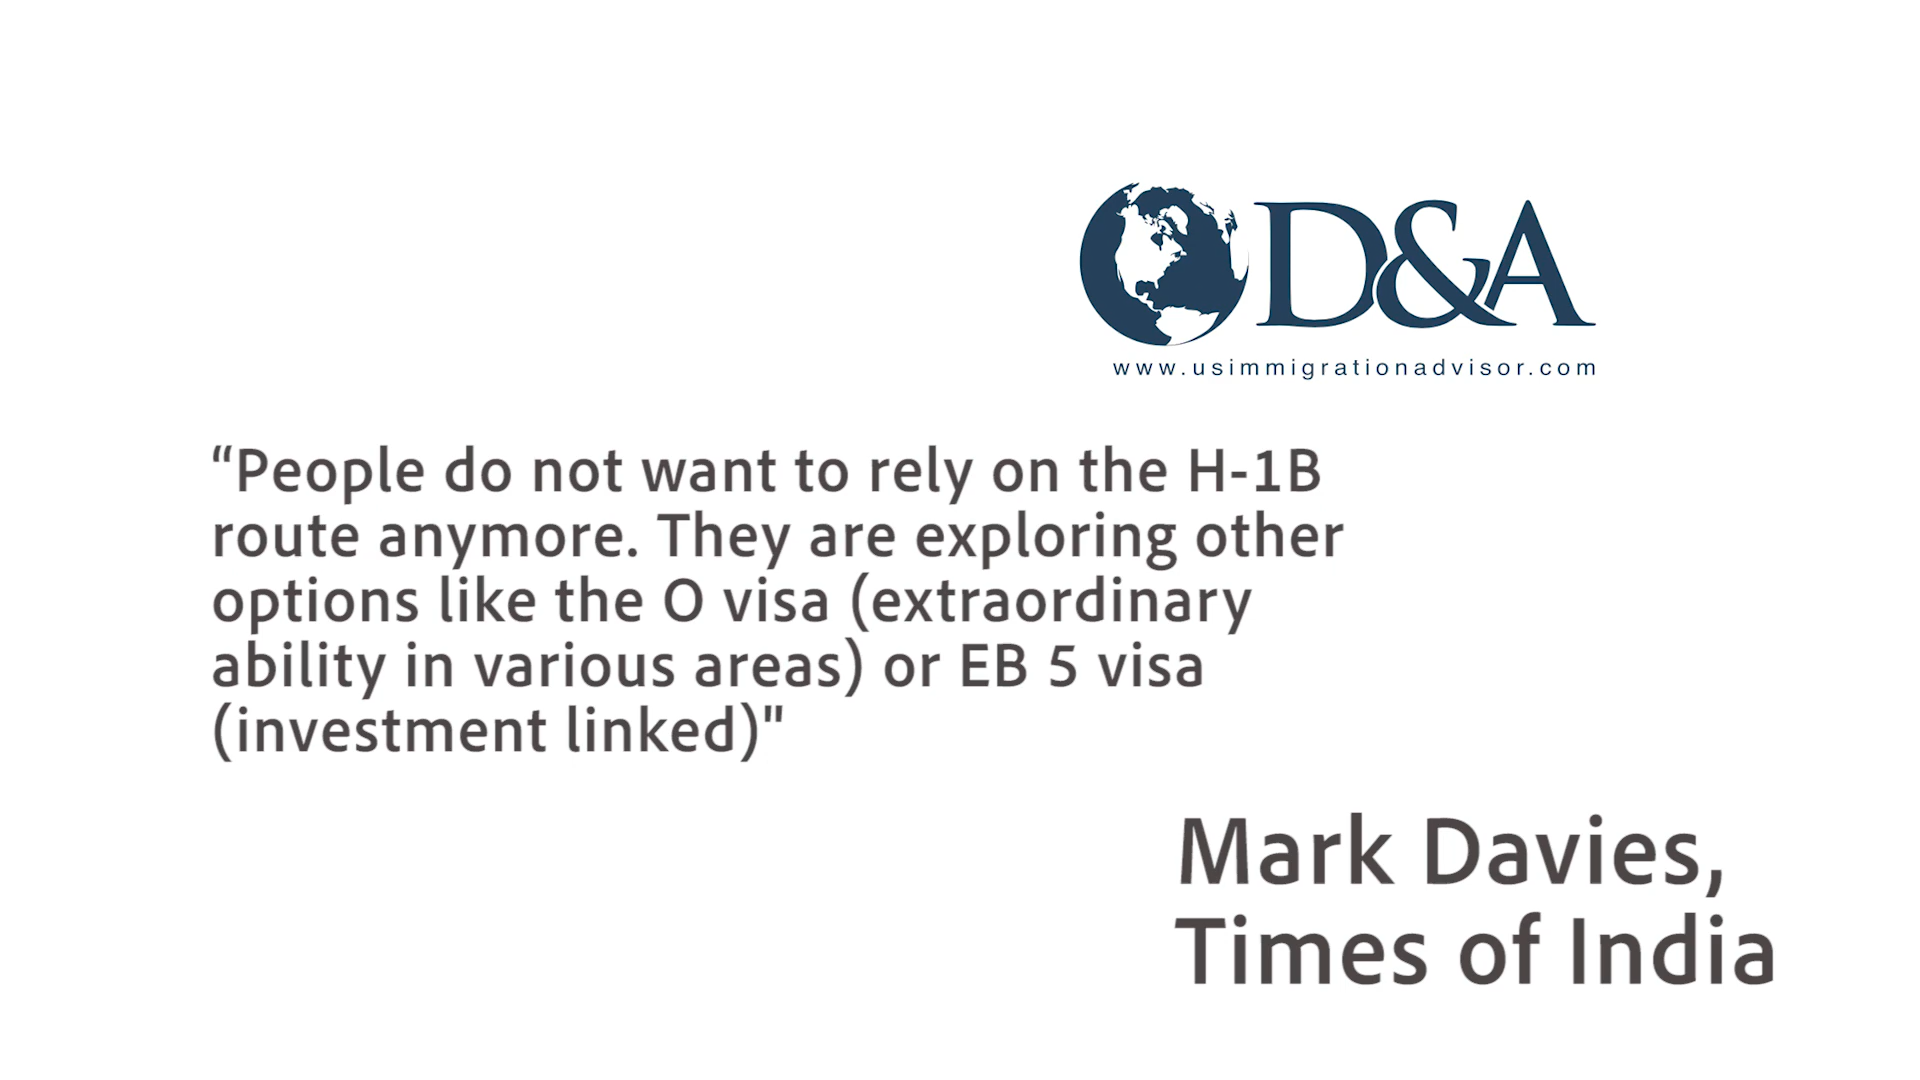 D&A
www.usimmigrationadvisor.com
“People do not want to rely on the H-1B
route anymore. They are exploring other
options like the O visa (extraordinary
ability in various areas) or EB 5 visa
(investment linked)"
Mark Davies,
Times of India